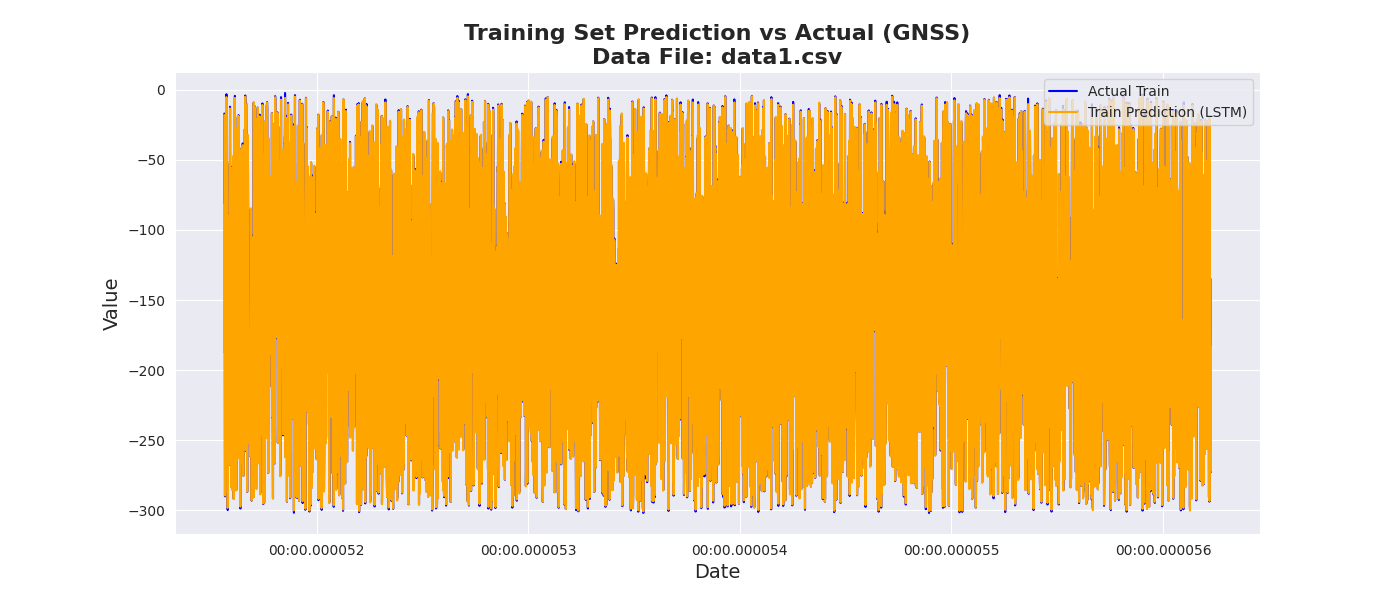 Training Set Prediction vs Actual (GNSS)
Data File: data1.csv
Actual Train
Train Prediction (LSTM)
Value
0
−50
−100
−150
−200
−250
−300
00:00.000052
00:00.000053
00:00.000054
00:00.000055
00:00.000056
Date